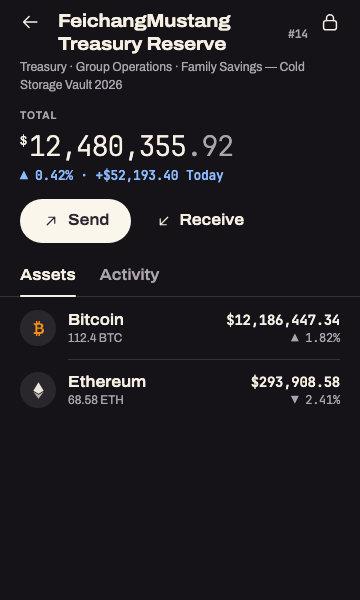 FeichangMustang
Treasury Reserve
#14
Treasury · Group Operations · Family Savings — Cold
Storage Vault 2026
TOTAL
$12,480,355.92
▲ 0.42% · +$52,193.40 Today
Send
Receive
Assets
Activity
Bitcoin
$12,186,447.34
112.4 BTC
▲ 1.82%
Ethereum
$293,908.58
68.58 ETH
▼ 2.41%